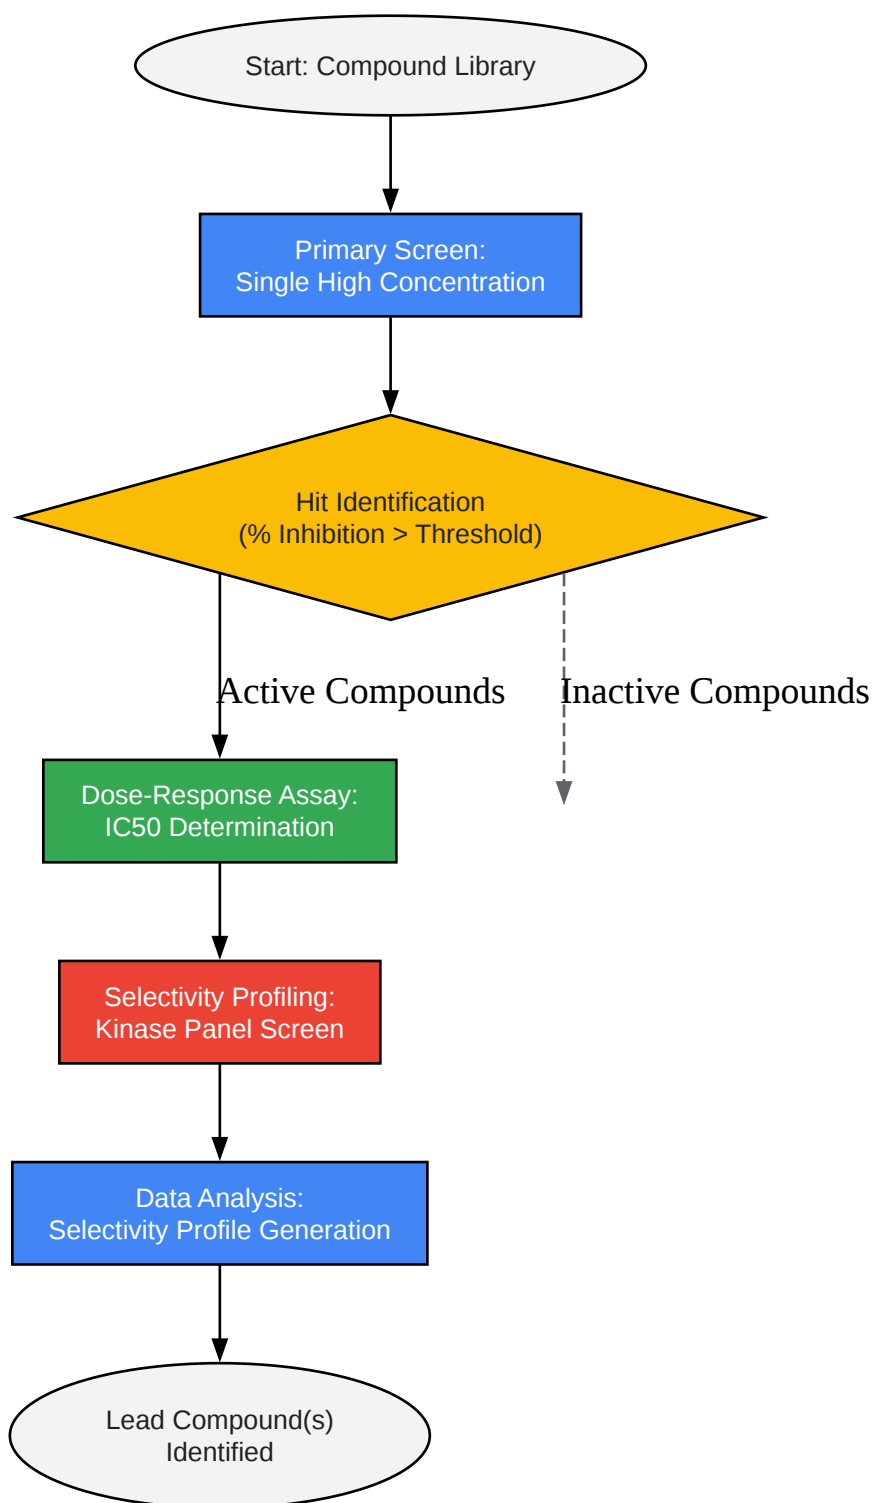 Start: Compound Library
Primary Screen:
Single High Concentration
Hit Identification
(% Inhibition > Threshold)
Active Compounds
Inactive Compounds
Dose-Response Assay:
IC50 Determination
Selectivity Profiling:
Kinase Panel Screen
Data Analysis:
Selectivity Profile Generation
Lead Compound(s)
Identified